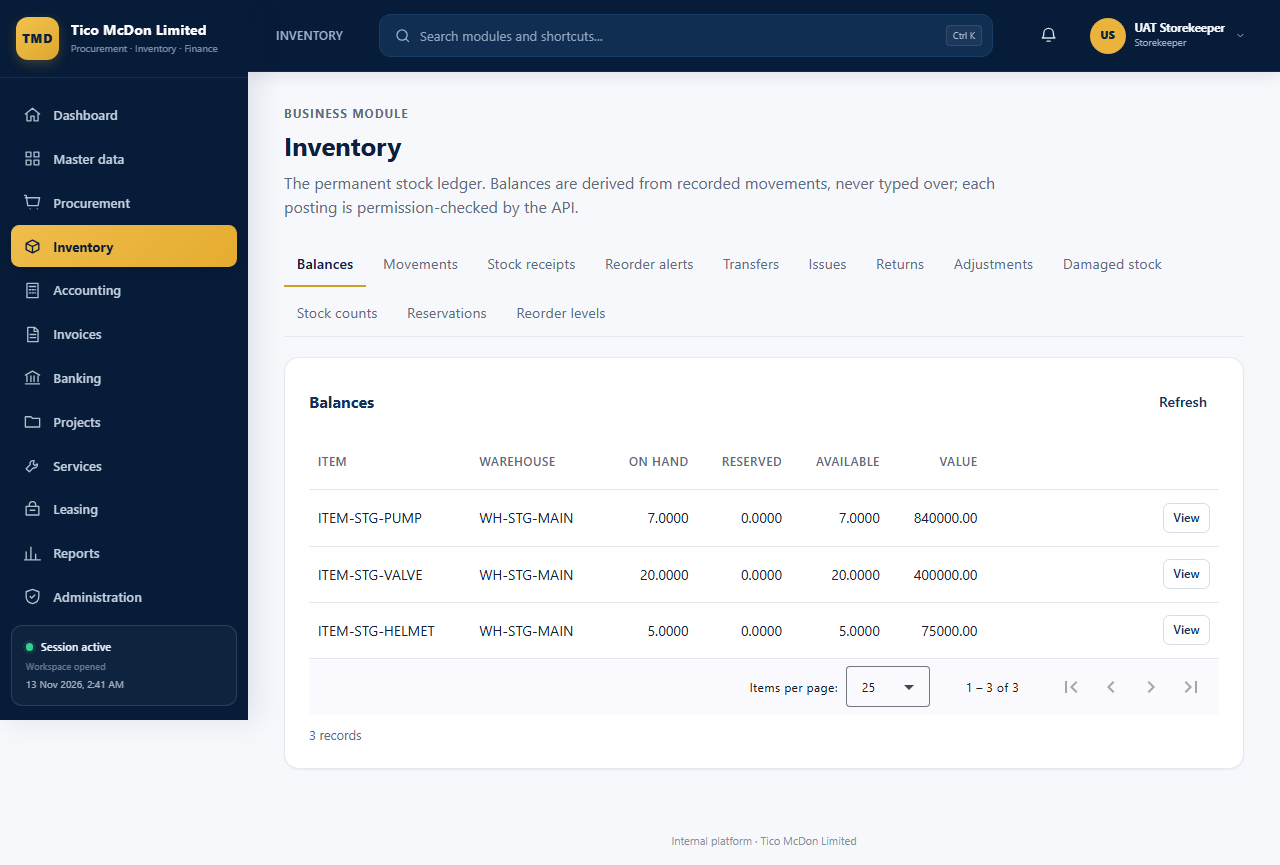 TMD
Tico McDon Limited
Procurement · Inventory · Finance
INVENTORY
Search modules and shortcuts...
Ctrl K
US
UAT Storekeeper
Storekeeper
Dashboard
Master data
Procurement
Inventory
Accounting
Invoices
Banking
Projects
Services
Leasing
Reports
Administration
Session active
Workspace opened
13 Nov 2026, 2:41 AM
BUSINESS MODULE
Inventory
The permanent stock ledger. Balances are derived from recorded movements, never typed over; each
posting is permission-checked by the API.
Balances Movements Stock receipts Reorder alerts Transfers Issues Returns Adjustments Damaged stock
Stock counts Reservations Reorder levels
Balances
Refresh
ITEM WAREHOUSE ON HAND RESERVED AVAILABLE VALUE
ITEM-STG-PUMP WH-STG-MAIN 7.0000 0.0000 7.0000 840000.00 View
ITEM-STG-VALVE WH-STG-MAIN 20.0000 0.0000 20.0000 400000.00 View
ITEM-STG-HELMET WH-STG-MAIN 5.0000 0.0000 5.0000 75000.00 View
Items per page: 25 1 – 3 of 3
3 records
Internal platform · Tico McDon Limited